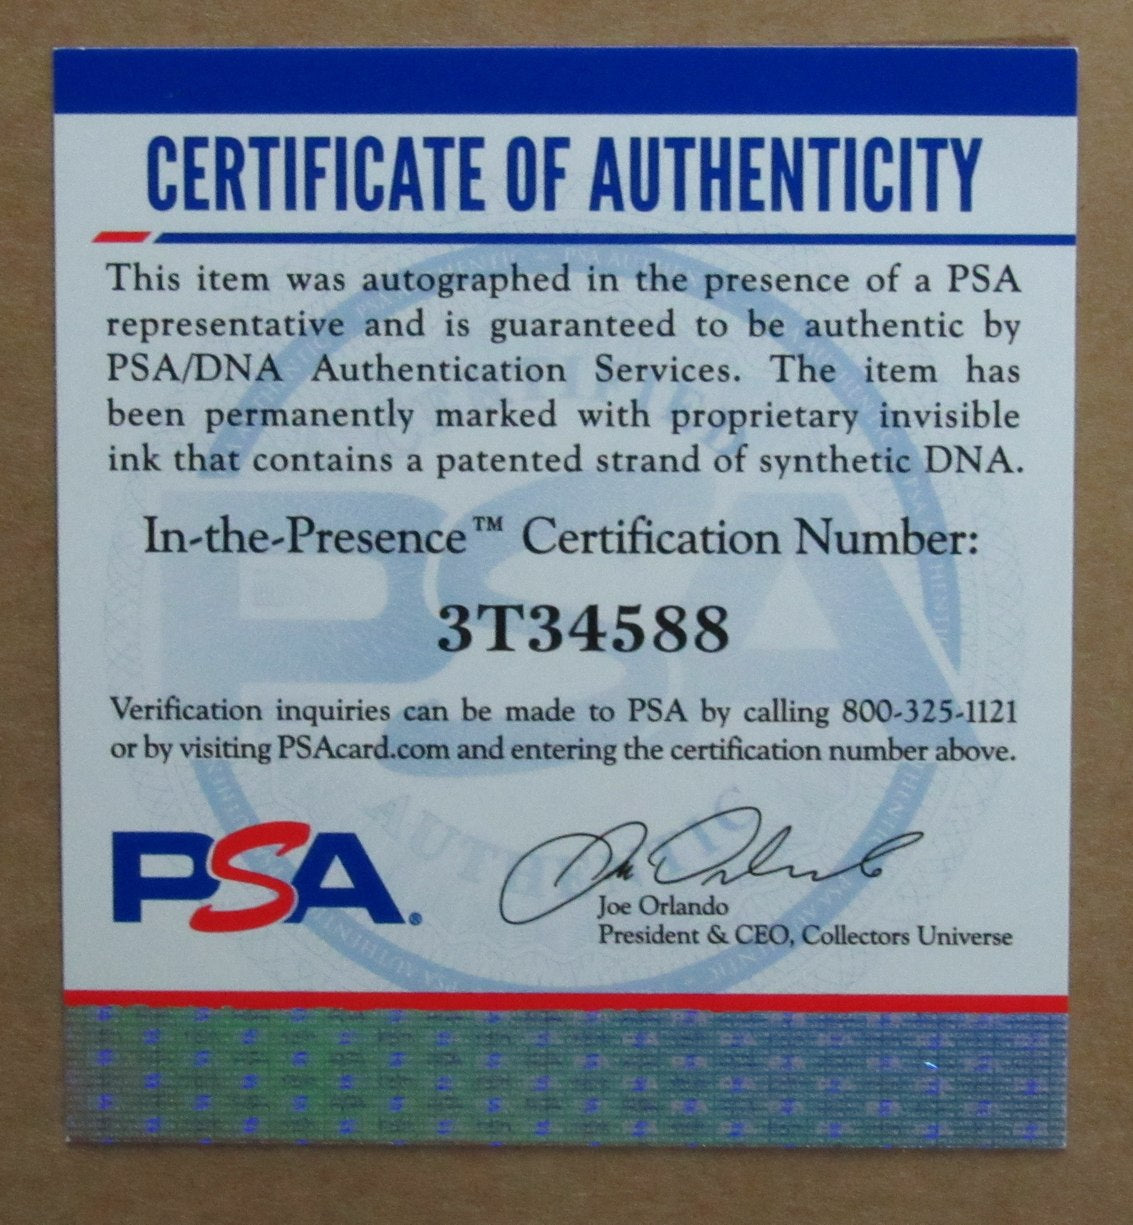 CERTIFICATE OF AUTHENTICITY
This item was autographed in the presence of a PSA
representative and is guaranteed to be authentic by
PSA/DNA Authentication Services. The item has
been permanently marked with proprietary invisible
ink that contains a patented strand of synthetic DNA.
In-the-Presence™ Certification Number:
3T34588
Verification inquiries can be made to PSA by calling 800-325-1121
or by visiting PSAcard.com and entering the certification number above.
PSA®
Joe Orlando
President & CEO, Collectors Universe
PSA
AUTHENTIC